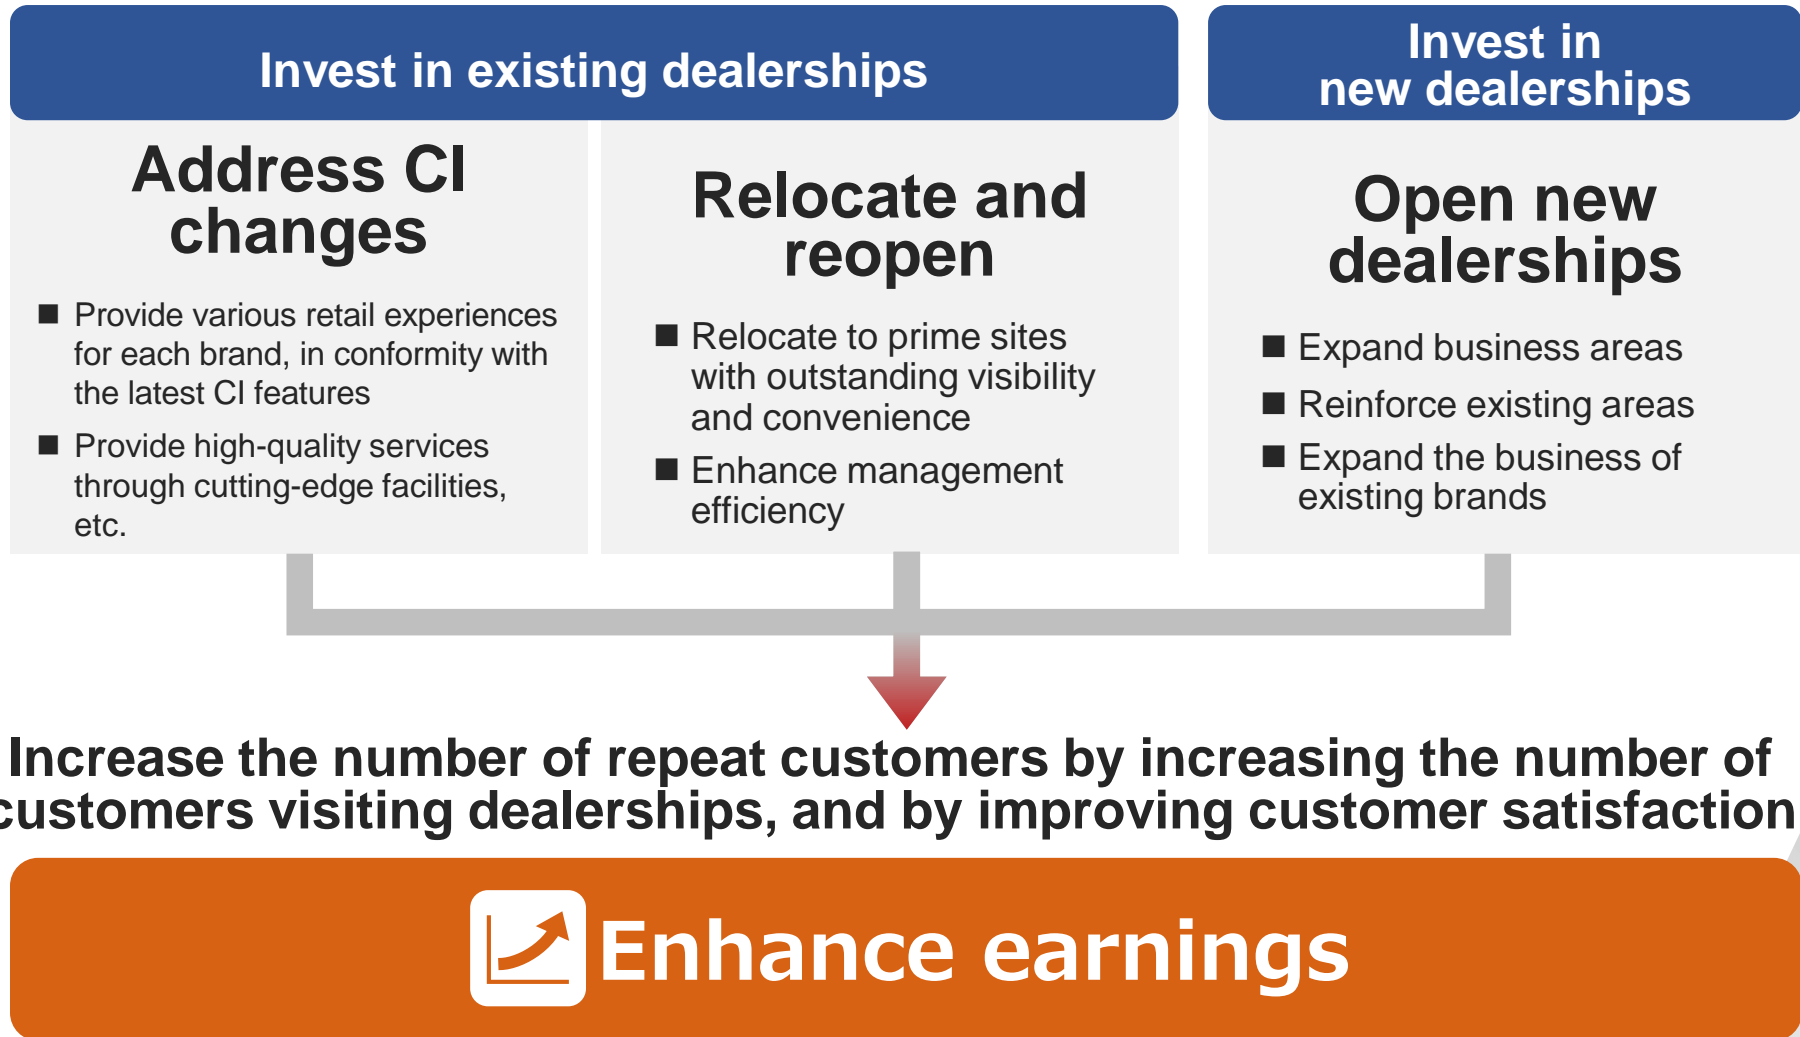 Invest in existing dealerships
Invest in
new dealerships
Address CI
changes
■ Provide various retail experiences
for each brand, in conformity with
the latest CI features
■ Provide high-quality services
through cutting-edge facilities,
etc.
Relocate and
reopen
■ Relocate to prime sites
with outstanding visibility
and convenience
■ Enhance management
efficiency
Open new
dealerships
■ Expand business areas
■ Reinforce existing areas
■ Expand the business of
existing brands
Increase the number of repeat customers by increasing the number of
customers visiting dealerships, and by improving customer satisfaction
Enhance earnings